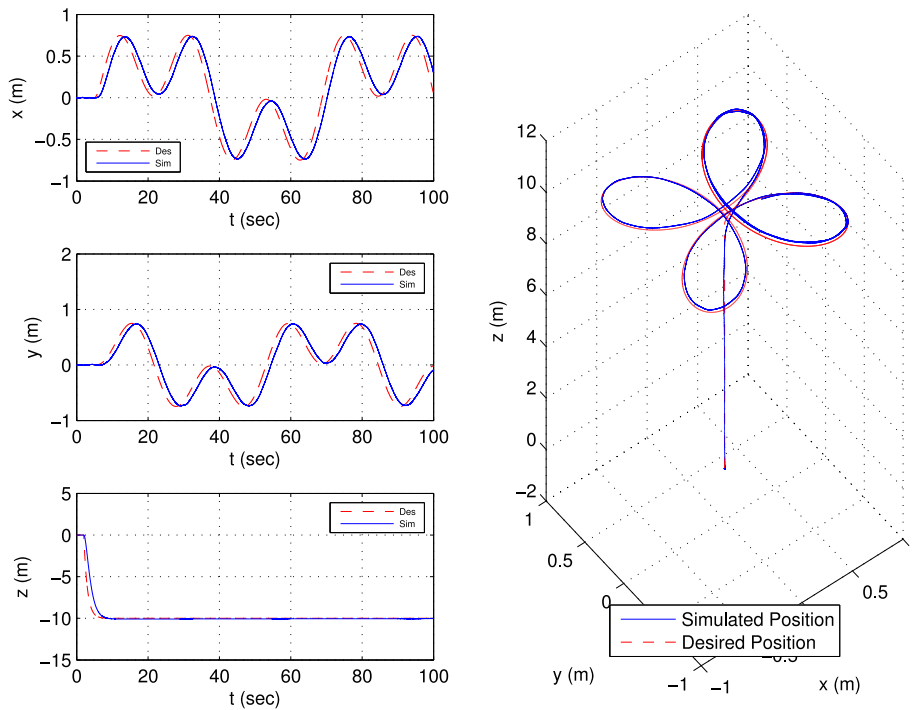 1
0.5
0
−0.5
−1
x (m)
Des
Sim
0 20 40 60 80 100
t (sec)
2
1
0
−1
y (m)
Des
Sim
0 20 40 60 80 100
t (sec)
5
0
−5
−10
−15
z (m)
Des
Sim
0 20 40 60 80 100
t (sec)
12
10
8
6
4
2
0
−2
z (m)
1
0.5
0
−1
y (m)
−1
0.5
x (m)
Simulated Position
Desired Position